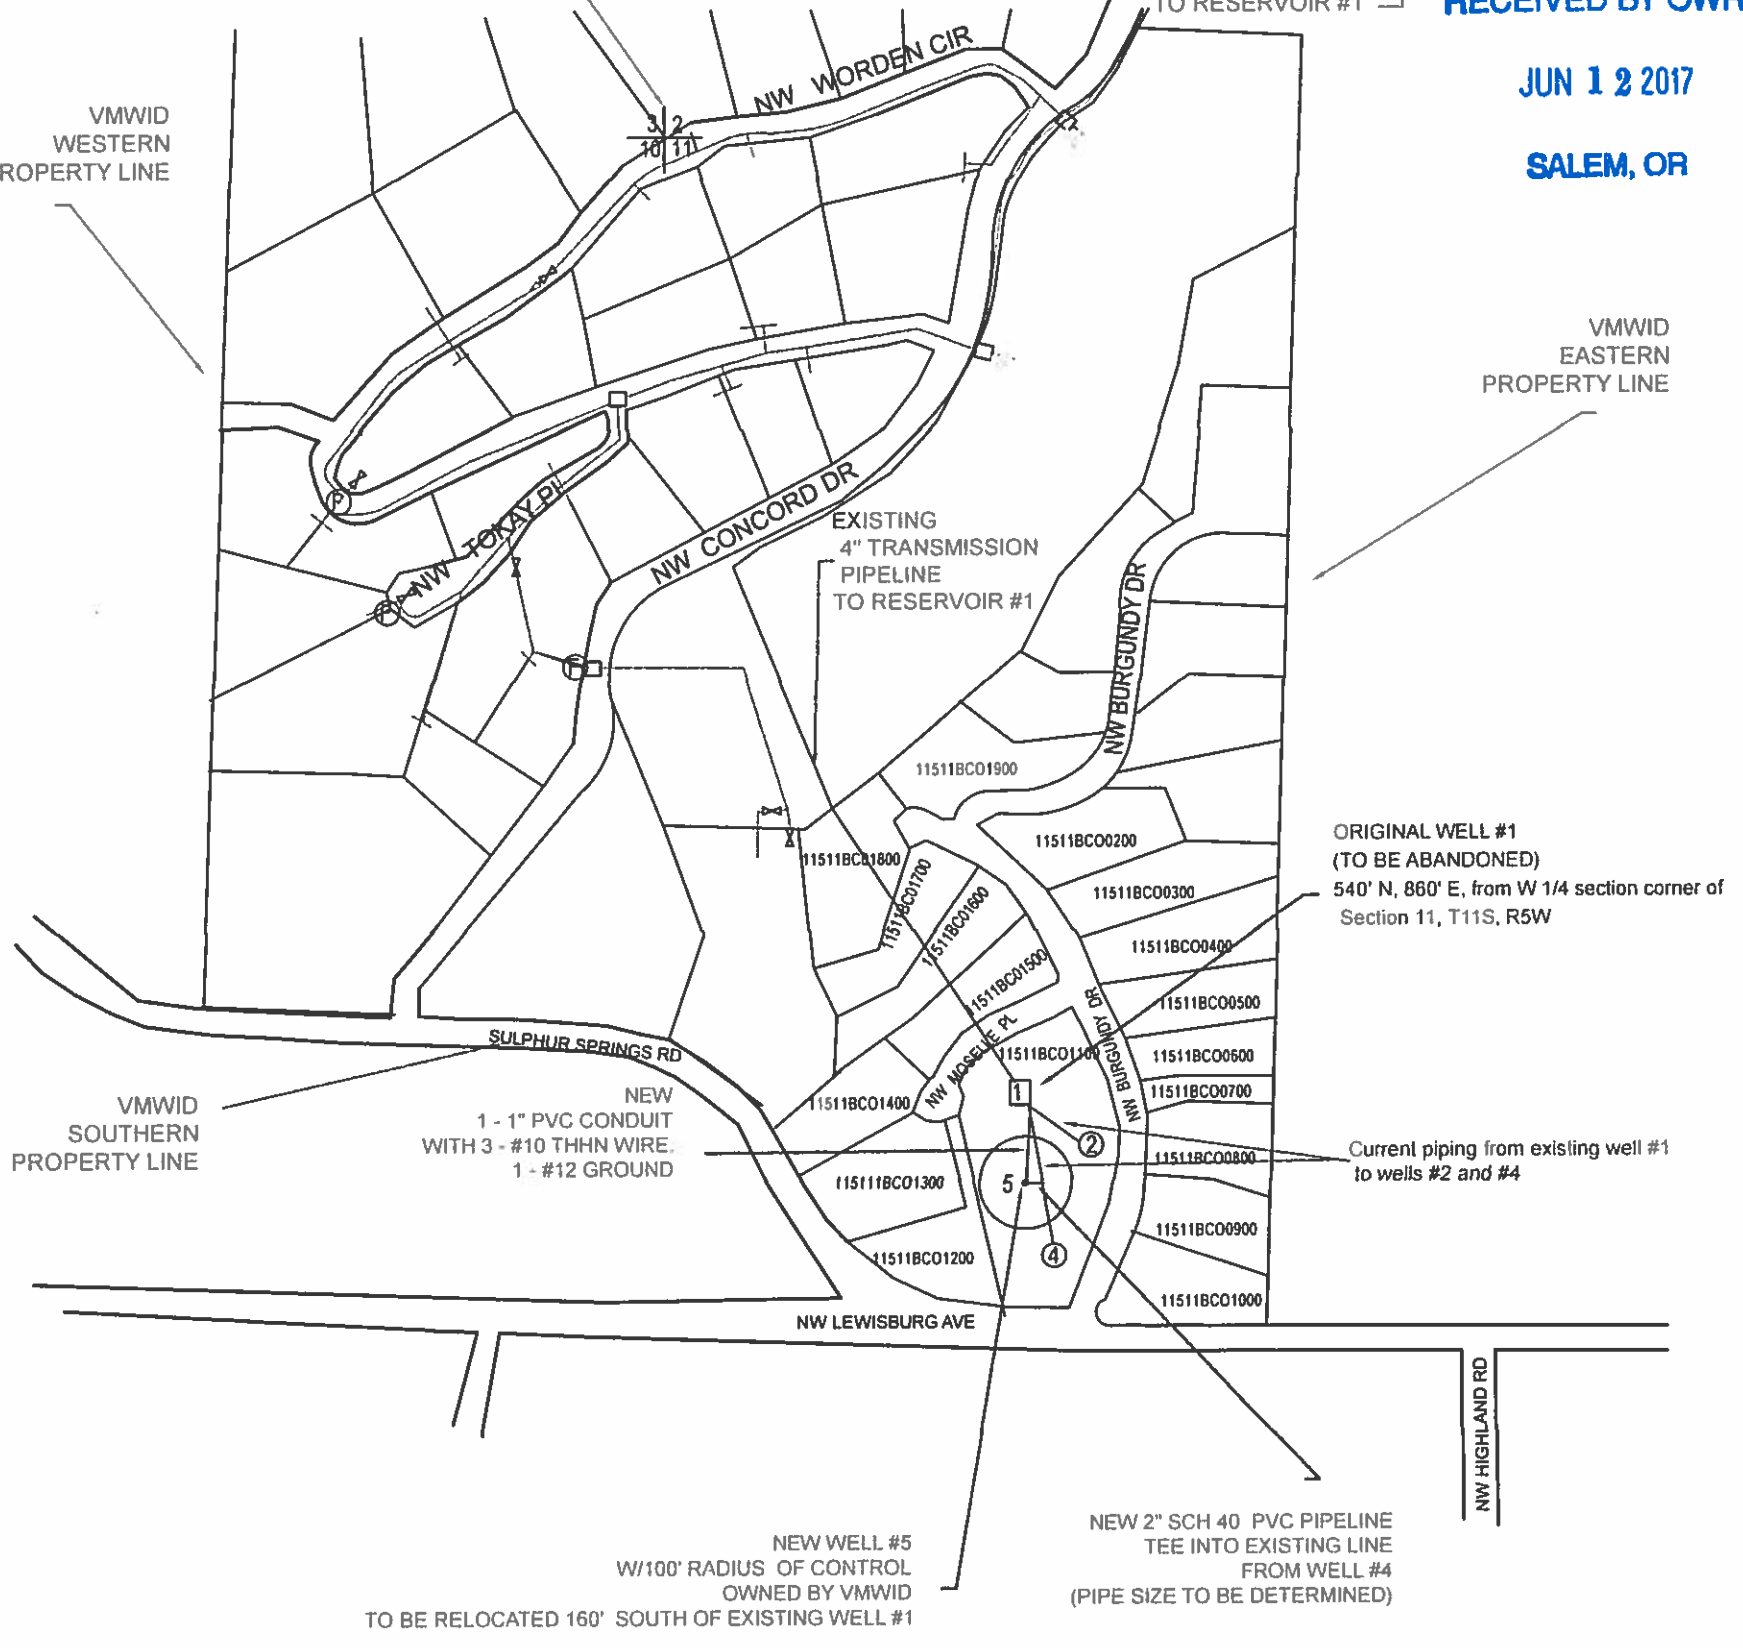 TO RESERVOIR #1
RECEIVED BY OWR
JUN 12 2017
SALEM, OR
VMWID
WESTERN
ROPERTY LINE
NW WORDEN CIR
3 2
10 11
VMWID
EASTERN
PROPERTY LINE
P
NW TOKAY PL
P
NW CONCORD DR
EXISTING
4" TRANSMISSION
PIPELINE
TO RESERVOIR #1
NW BURGUNDY DR
11511BCO1900
11511BCO0200
11511BC01800
11511BC01700
11511BC01600
11511BC01500
11511BCO0300
11511BCO0400
11511BCO0500
11511BCO0600
11511BCO0700
11511BCO0800
11511BCO0900
11511BCO1000
ORIGINAL WELL #1
(TO BE ABANDONED)
540' N, 860' E, from W 1/4 section corner of
Section 11, T11S, R5W
SULPHUR SPRINGS RD
NW MOSELLE PL
11511BCO1100
NW BURGUNDY DR
1
2
5
4
VMWID
SOUTHERN
PROPERTY LINE
NEW
1 - 1" PVC CONDUIT
WITH 3 - #10 THHN WIRE.
1 - #12 GROUND
11511BCO1400
115111BCO1300
11511BCO1200
Current piping from existing well #1
to wells #2 and #4
NW LEWISBURG AVE
NW HIGHLAND RD
NEW WELL #5
W/100' RADIUS OF CONTROL
OWNED BY VMWID
TO BE RELOCATED 160' SOUTH OF EXISTING WELL #1
NEW 2" SCH 40 PVC PIPELINE
TEE INTO EXISTING LINE
FROM WELL #4
(PIPE SIZE TO BE DETERMINED)